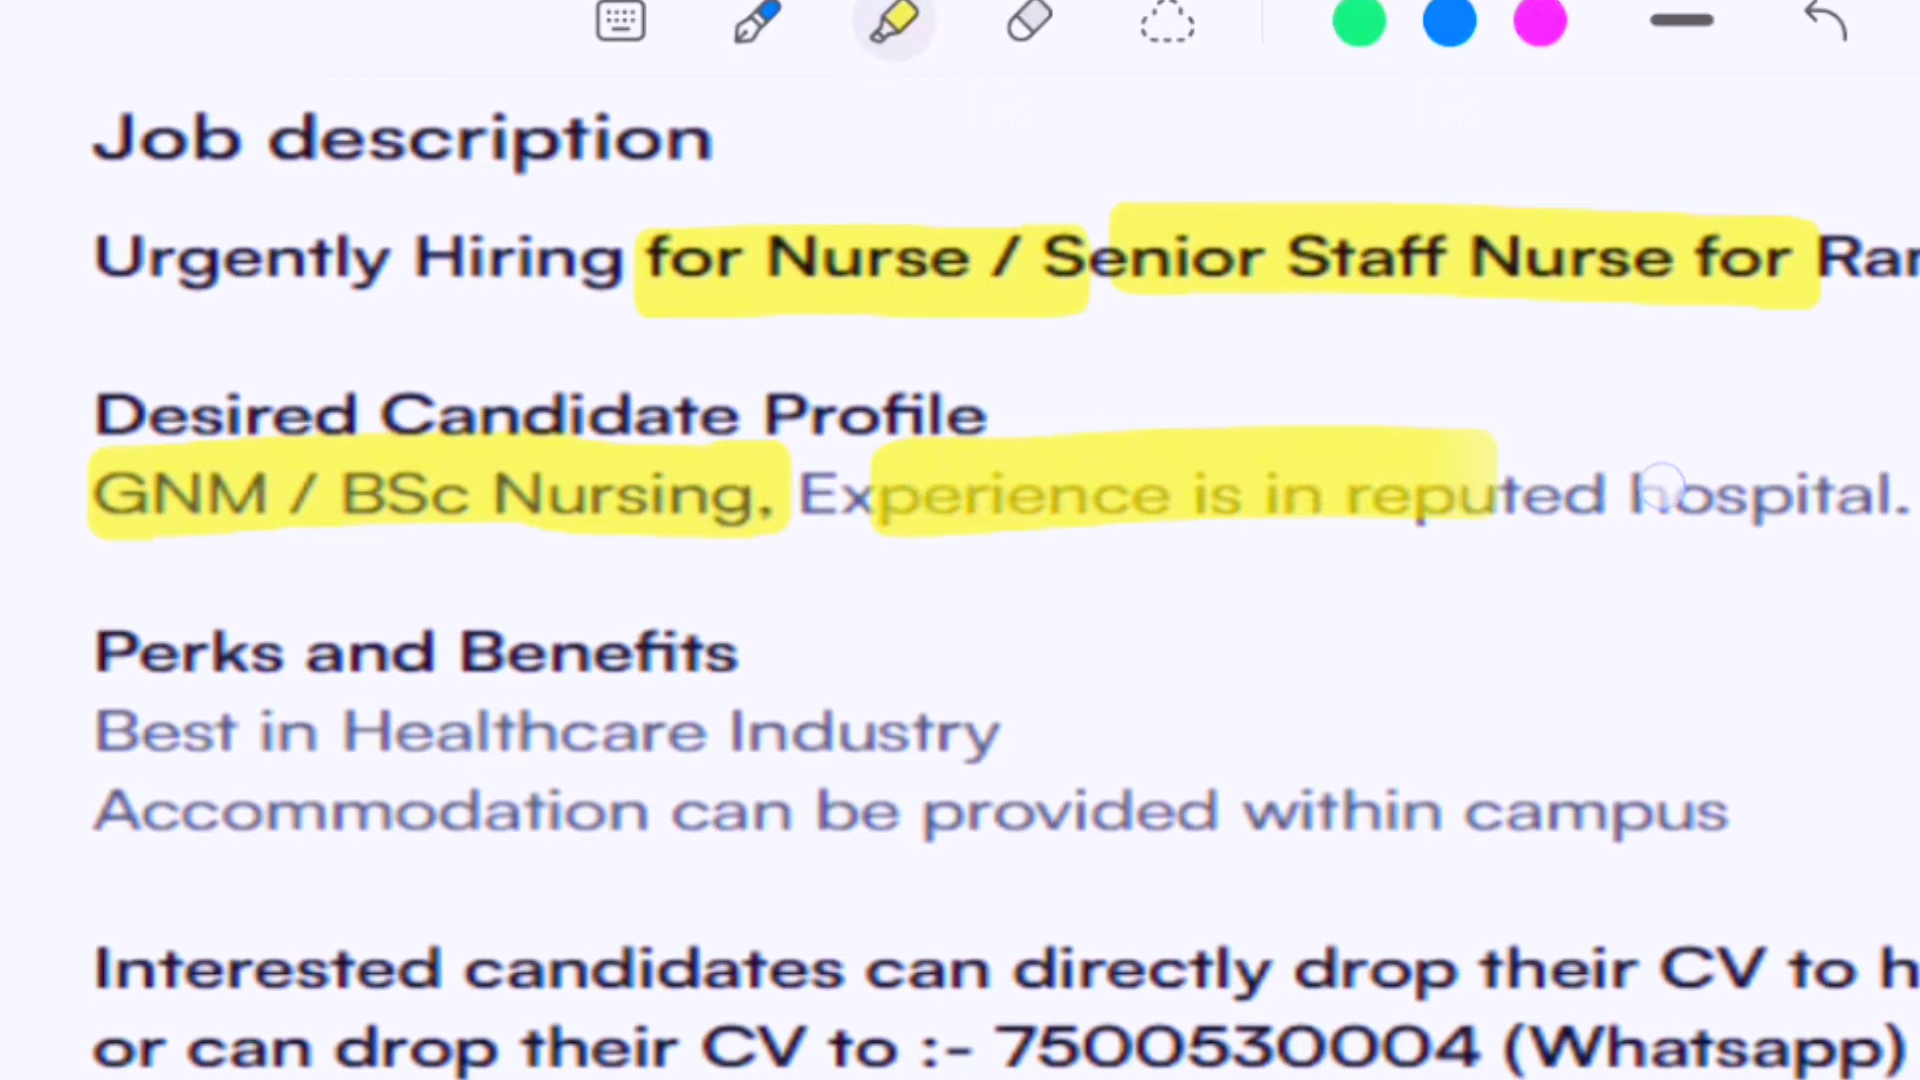 Job description
Urgently Hiring for Nurse / Senior Staff Nurse for
Desired Candidate Profile
GNM / BSc Nursing, Experience is in reputed hospital.
Perks and Benefits
Best in Healthcare Industry
Accommodation can be provided within campus
Interested candidates can directly drop their CV to
or can drop their CV to :- 7500530004 (Whatsapp)